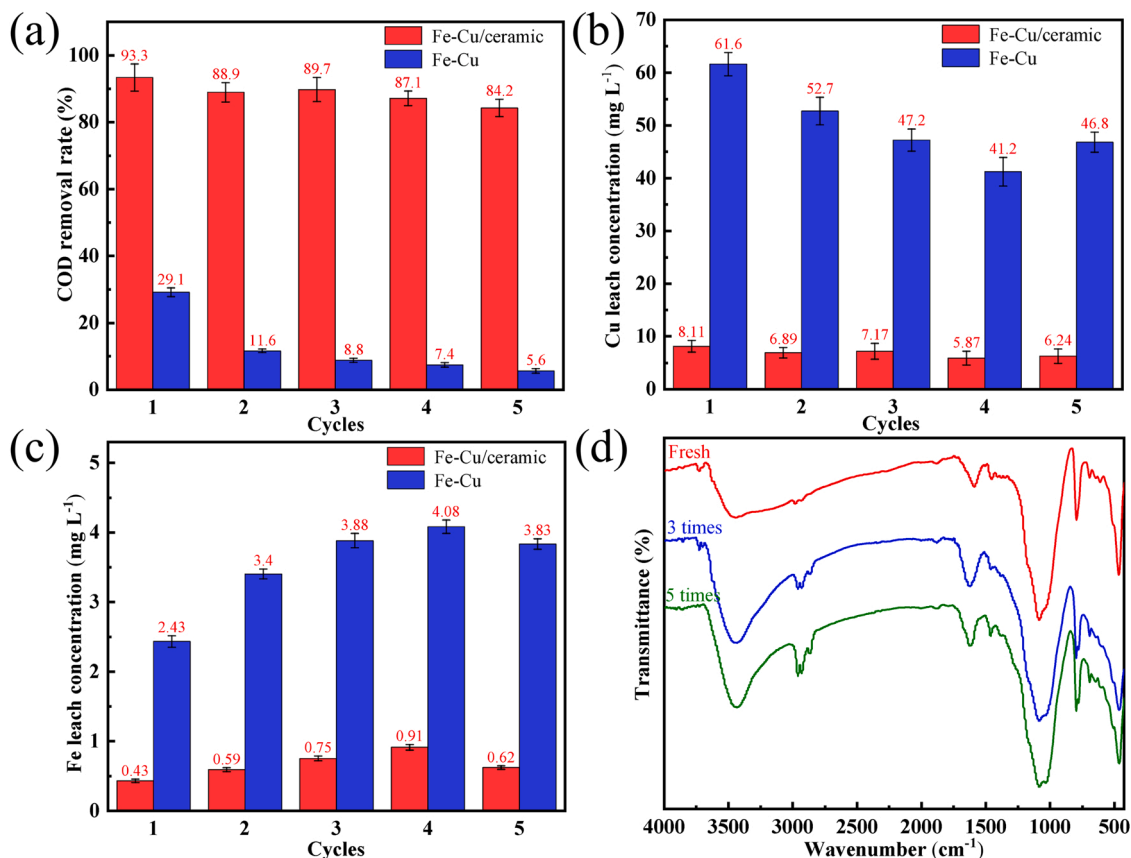 (a)
Fe-Cu/ceramic
Fe-Cu
COD removal rate (%)
100
80
60
40
20
0
93.3
88.9
89.7
87.1
84.2
29.1
11.6
8.8
7.4
5.6
1 2 3 4 5
Cycles
(b)
Fe-Cu/ceramic
Fe-Cu
Cu leach concentration (mg L⁻¹)
70
60
50
40
30
20
10
0
61.6
52.7
47.2
41.2
46.8
8.11
6.89
7.17
5.87
6.24
1 2 3 4 5
Cycles
(c)
Fe-Cu/ceramic
Fe-Cu
Fe leach concentration (mg L⁻¹)
5
4
3
2
1
0
2.43
3.4
3.88
4.08
3.83
0.43
0.59
0.75
0.91
0.62
1 2 3 4 5
Cycles
(d)
Fresh
3 times
5 times
Transmittance (%)
4000 3500 3000 2500 2000 1500 1000 500
Wavenumber (cm⁻¹)